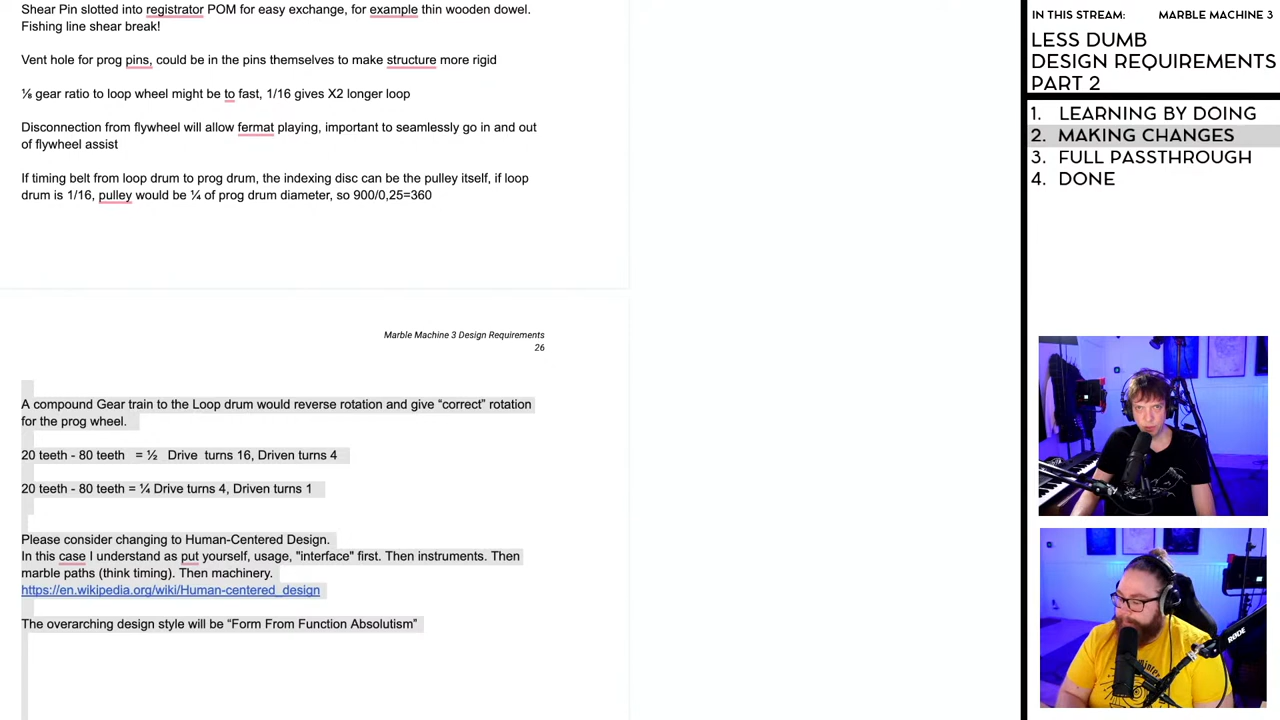 Shear Pin slotted into registrator POM for easy exchange, for example thin wooden dowel.
Fishing line shear break!
Vent hole for prog pins, could be in the pins themselves to make structure more rigid
⅛ gear ratio to loop wheel might be to fast, 1/16 gives X2 longer loop
Disconnection from flywheel will allow fermat playing, important to seamlessly go in and out
of flywheel assist
If timing belt from loop drum to prog drum, the indexing disc can be the pulley itself, if loop
drum is 1/16, pulley would be ¼ of prog drum diameter, so 900/0,25=360
Marble Machine 3 Design Requirements
26
A compound Gear train to the Loop drum would reverse rotation and give “correct” rotation
for the prog wheel.
20 teeth - 80 teeth = ½ Drive turns 16, Driven turns 4
20 teeth - 80 teeth = ¼ Drive turns 4, Driven turns 1
Please consider changing to Human-Centered Design.
In this case I understand as put yourself, usage, "interface" first. Then instruments. Then
marble paths (think timing). Then machinery.
https://en.wikipedia.org/wiki/Human-centered_design
The overarching design style will be “Form From Function Absolutism”
IN THIS STREAM: MARBLE MACHINE 3
LESS DUMB
DESIGN REQUIREMENTS
PART 2
1. LEARNING BY DOING
2. MAKING CHANGES
3. FULL PASSTHROUGH
4. DONE
RODE